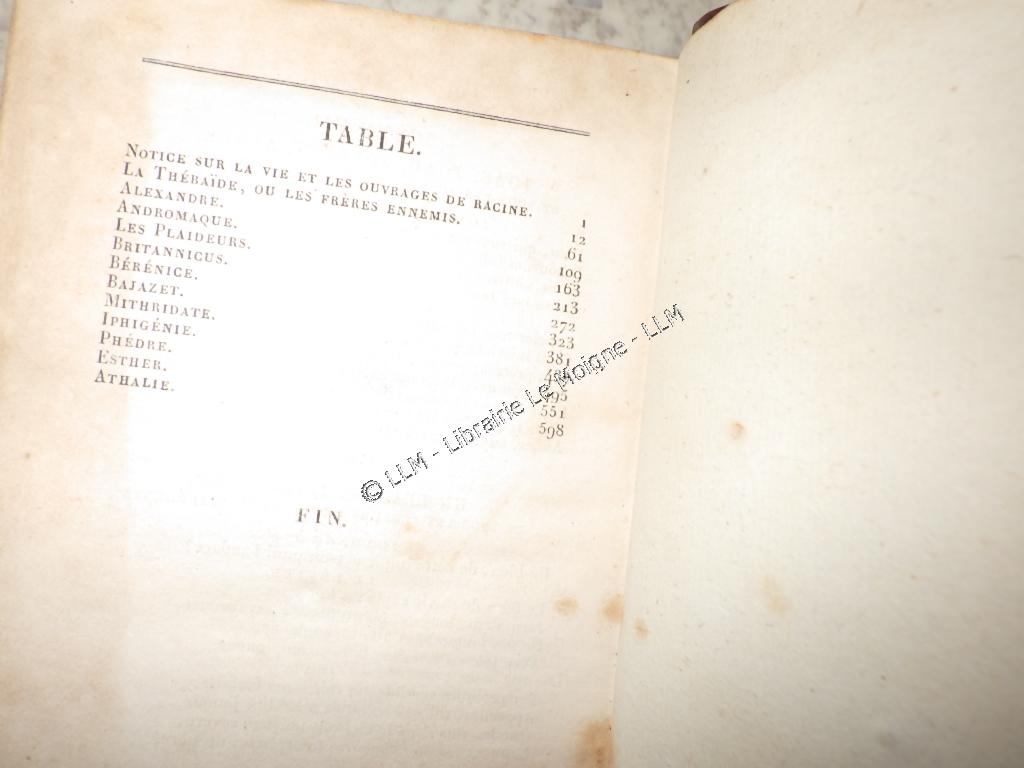 TABLE.
NOTICE SUR LA VIE ET LES OUVRAGES DE RACINE. 1
LA THÉBAÏDE, OU LES FRÈRES ENNEMIS. 12
ALEXANDRE. 61
ANDROMAQUE. 109
LES PLAIDEURS. 163
BRITANNICUS. 213
BÉRÉNICE. 272
BAJAZET. 323
MITHRIDATE. 381
IPHIGÉNIE.
PHÉDRE. 495
ESTHER. 551
ATHALIE. 598
FIN.
© LLM - Librairie Le Moigne - LLM